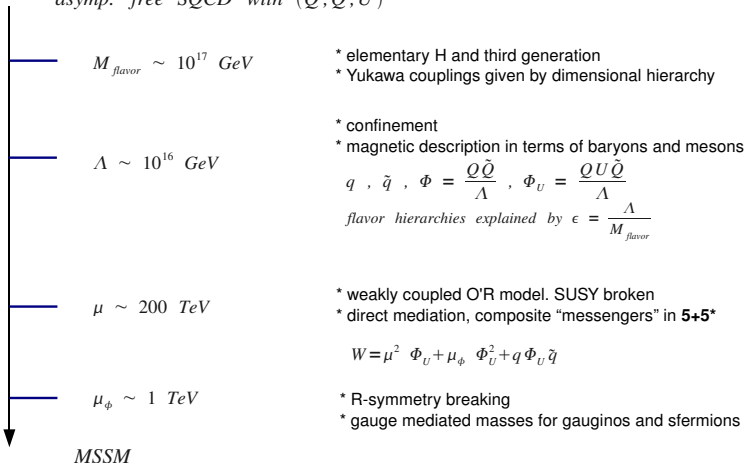 asymp. free SQCD with (Q, Q̃, U)
M_flavor ~ 10^17 GeV
* elementary H and third generation
* Yukawa couplings given by dimensional hierarchy
Λ ~ 10^16 GeV
* confinement
* magnetic description in terms of baryons and mesons
q , q̃ , Φ = QQ̃/Λ , Φ_U = QUQ̃/Λ
flavor hierarchies explained by ϵ = Λ/M_flavor
μ ~ 200 TeV
* weakly coupled O'R model. SUSY broken
* direct mediation, composite “messengers” in 5+5*
W = μ² Φ_U + μ_ϕ Φ_U² + q Φ_U q̃
μ_ϕ ~ 1 TeV
* R-symmetry breaking
* gauge mediated masses for gauginos and sfermions
MSSM